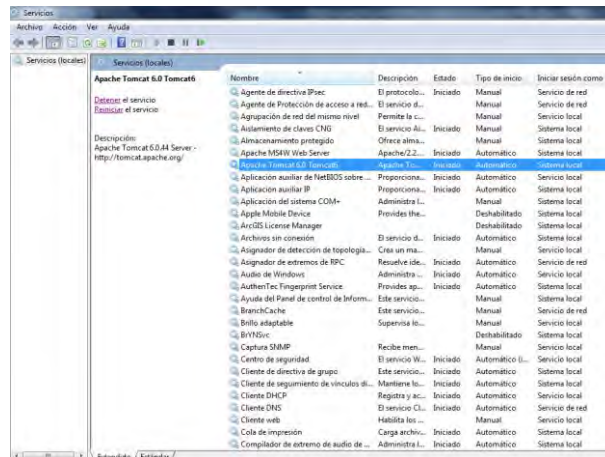 Servicios
Archivo Acción Ver Ayuda
Servicios (locales)
Servicios (locales)
Apache Tomcat 6.0 Tomcat6
Detener el servicio
Reiniciar el servicio
Descripción:
Apache Tomcat 6.0.44 Server -
http://tomcat.apache.org/
Nombre Descripción Estado Tipo de inicio Iniciar sesión como
Agente de directiva IPsec El protocolo... Iniciado Manual Servicio de red
Agente de Protección de acceso a red... El servicio d... Manual Servicio de red
Agrupación de red del mismo nivel Permite la c... Manual Servicio local
Aislamiento de claves CNG El servicio Ai... Iniciado Manual Sistema local
Almacenamiento protegido Ofrece alma... Manual Sistema local
Apache MS4W Web Server Apache/2.2.... Iniciado Automático Sistema local
Apache Tomcat 6.0 Tomcat6 Apache To... Iniciado Automático Sistema local
Aplicación auxiliar de NetBIOS sobre ... Proporciona... Iniciado Automático Servicio local
Aplicación auxiliar IP Proporciona... Iniciado Automático Sistema local
Aplicación del sistema COM+ Administra l... Manual Sistema local
Apple Mobile Device Provides the... Deshabilitado Sistema local
ArcGIS License Manager Deshabilitado Sistema local
Archivos sin conexión El servicio d... Iniciado Automático Sistema local
Asignador de detección de topología... Crea un ma... Manual Servicio local
Asignador de extremos de RPC Resuelve ide... Iniciado Automático Servicio de red
Audio de Windows Administra ... Iniciado Automático Servicio local
AuthenTec Fingerprint Service Provides ap... Iniciado Automático Sistema local
Ayuda del Panel de control de Inform... Este servicio... Manual Sistema local
BranchCache Este servicio... Manual Servicio de red
Brillo adaptable Supervisa lo... Manual Servicio local
BrYNSvc Deshabilitado Sistema local
Captura SNMP Recibe men... Manual Servicio local
Centro de seguridad El servicio W... Iniciado Automático (i... Servicio local
Cliente de directiva de grupo Este servicio... Iniciado Automático Sistema local
Cliente de seguimiento de vínculos di... Mantiene lo... Iniciado Automático Sistema local
Cliente DHCP Registra y ac... Iniciado Automático Servicio local
Cliente DNS El servicio Cl... Iniciado Automático Servicio de red
Cliente web Habilita los ... Manual Servicio local
Cola de impresión Carga archiv... Iniciado Automático Sistema local
Compilador de extremo de audio de ... Administra l... Iniciado Automático Sistema local
Extendido Estándar